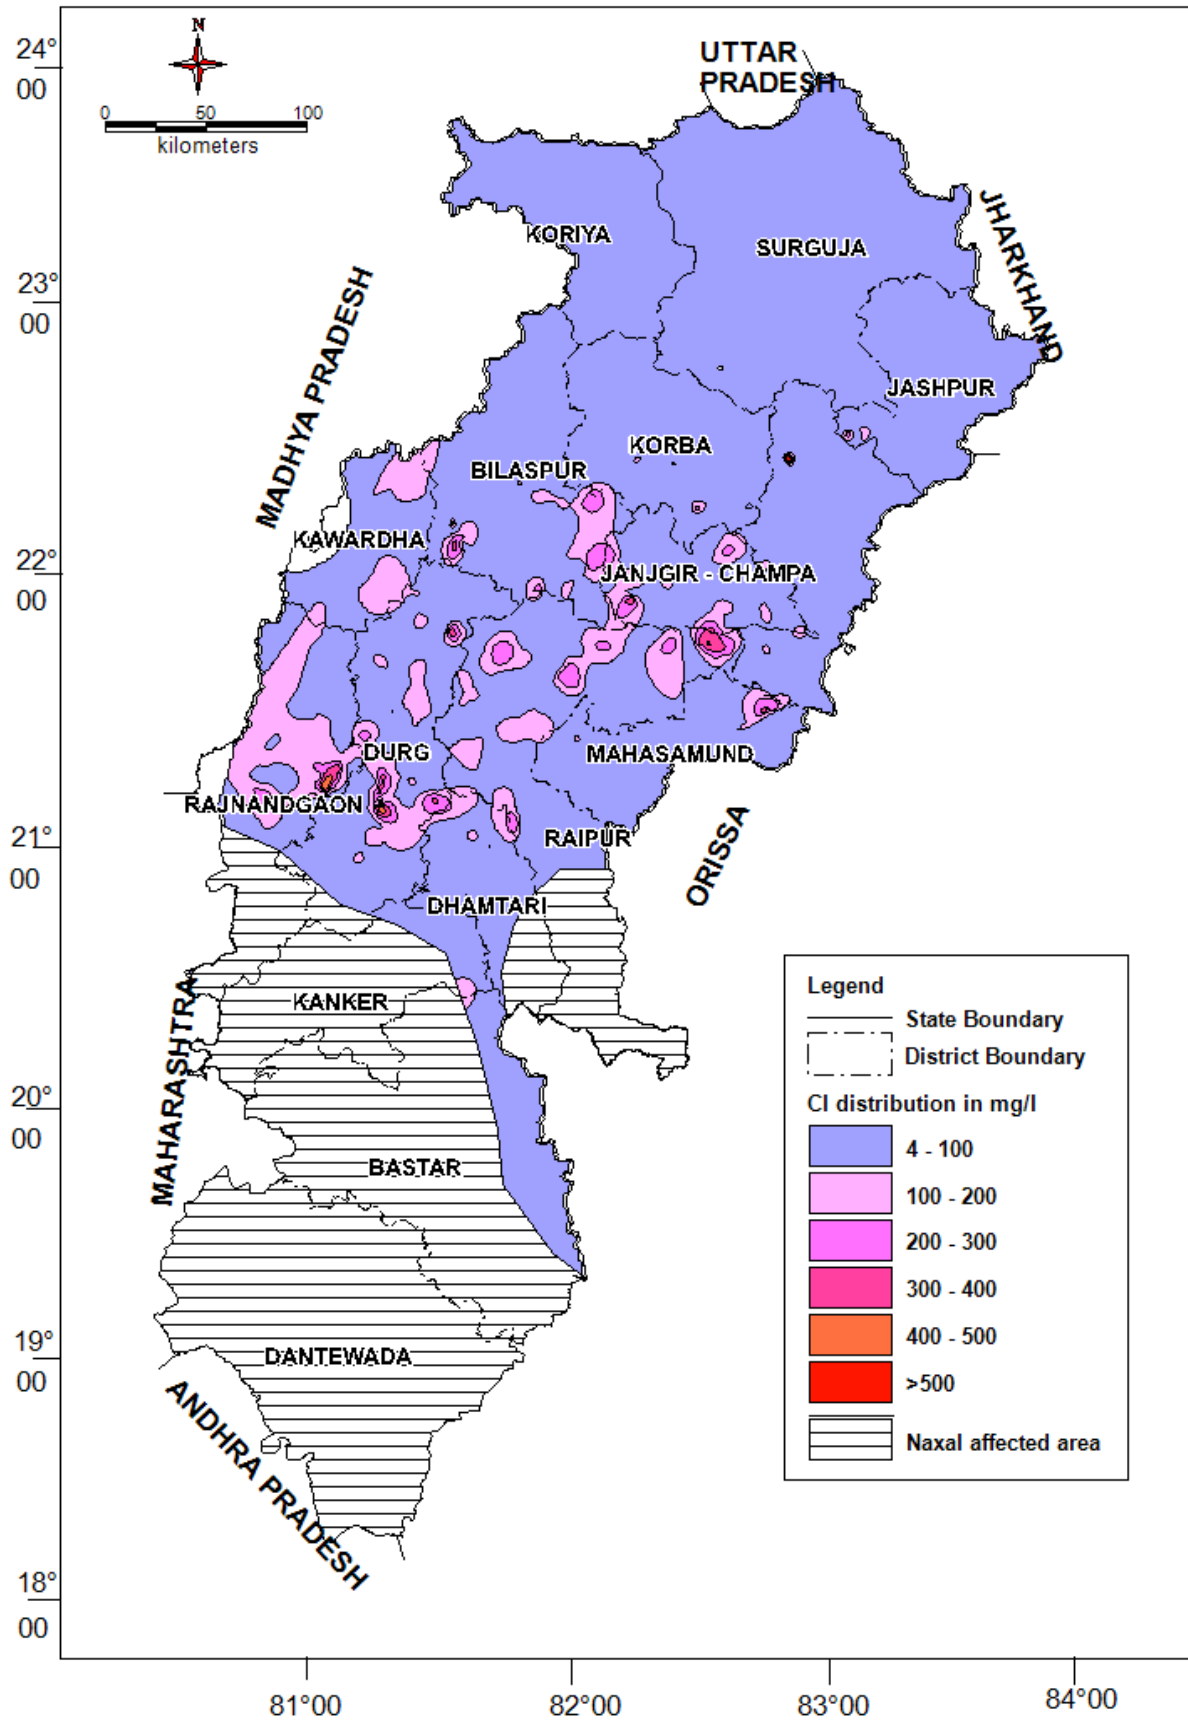 N
0 50 100
kilometers
24°
00
23°
00
22°
00
21°
00
20°
00
19°
00
18°
00
81°00 82°00 83°00 84°00
UTTAR
PRADESH
JHARKHAND
MADHYA PRADESH
ORISSA
MAHARASHTRA
ANDHRA PRADESH
KORIYA
SURGUJA
JASHPUR
KORBA
BILASPUR
KAWARDHA
JANJGIR - CHAMPA
DURG
MAHASAMUND
RAJNANDGAON
RAIPUR
DHAMTARI
KANKER
BASTAR
DANTEWADA
Legend
State Boundary
District Boundary
Cl distribution in mg/l
4 - 100
100 - 200
200 - 300
300 - 400
400 - 500
>500
Naxal affected area